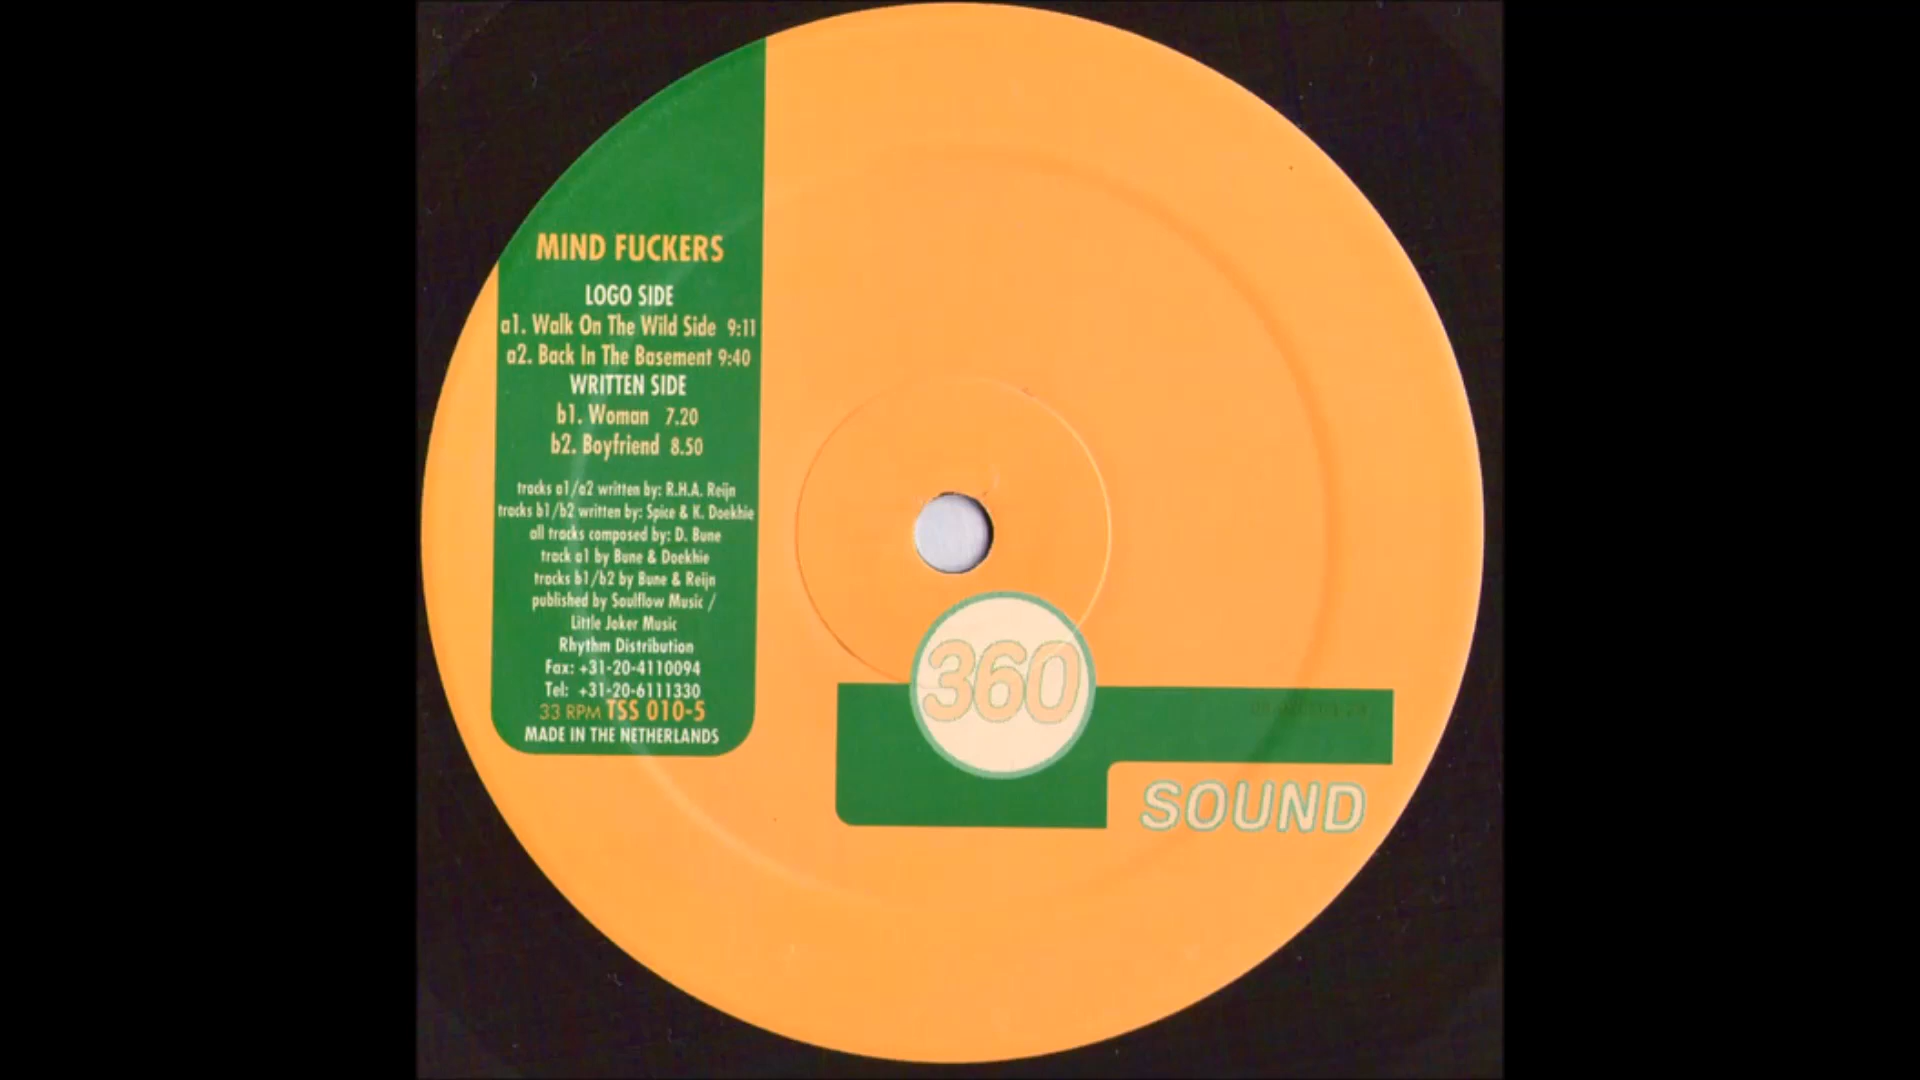 MIND FUCKERS
LOGO SIDE
a1. Walk On The Wild Side 9:11
a2. Back In The Basement 9:40
WRITTEN SIDE
b1. Woman 7.20
b2. Boyfriend 8.50
tracks a1/a2 written by: R.H.A. Reijn
tracks b1/b2 written by: Spice & K. Doekhie
all tracks composed by: D. Bune
track a1 by Bune & Doekhie
tracks b1/b2 by Bune & Reijn
published by Soulflow Music /
Little Joker Music
Rhythm Distribution
Fax: +31-20-4110094
Tel: +31-20-6111330
33 RPM TSS 010-5
MADE IN THE NETHERLANDS
360
SOUND